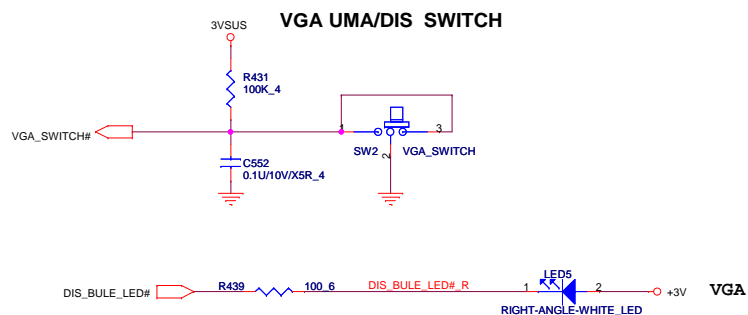 VGA UMA/DIS SWITCH
3VSUS
R431
100K_4
VGA_SWITCH#
1
3
SW2
2
VGA_SWITCH
C552
0.1U/10V/X5R_4
DIS_BULE_LED#
R439
100_6
DIS_BULE_LED#_R
1
LED5
2
+3V
VGA
RIGHT-ANGLE-WHITE_LED